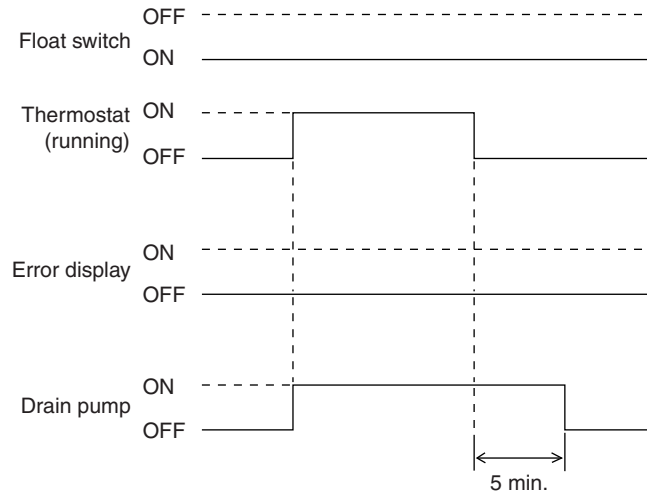 OFF
Float switch
ON
Thermostat ON
(running)
OFF
ON
Error display
OFF
ON
Drain pump
OFF
5 min.